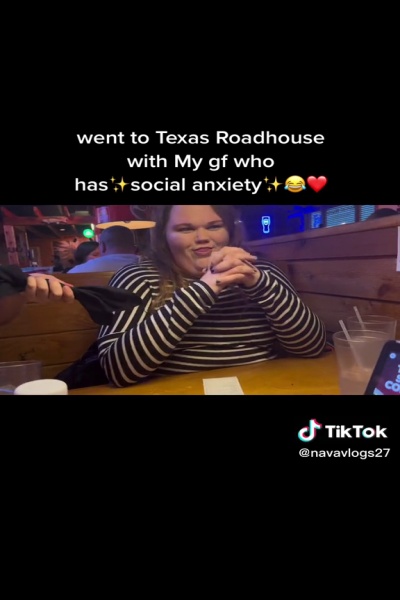 went to Texas Roadhouse
with My gf who
has✨social anxiety✨😂❤️
TikTok
@navavlogs27